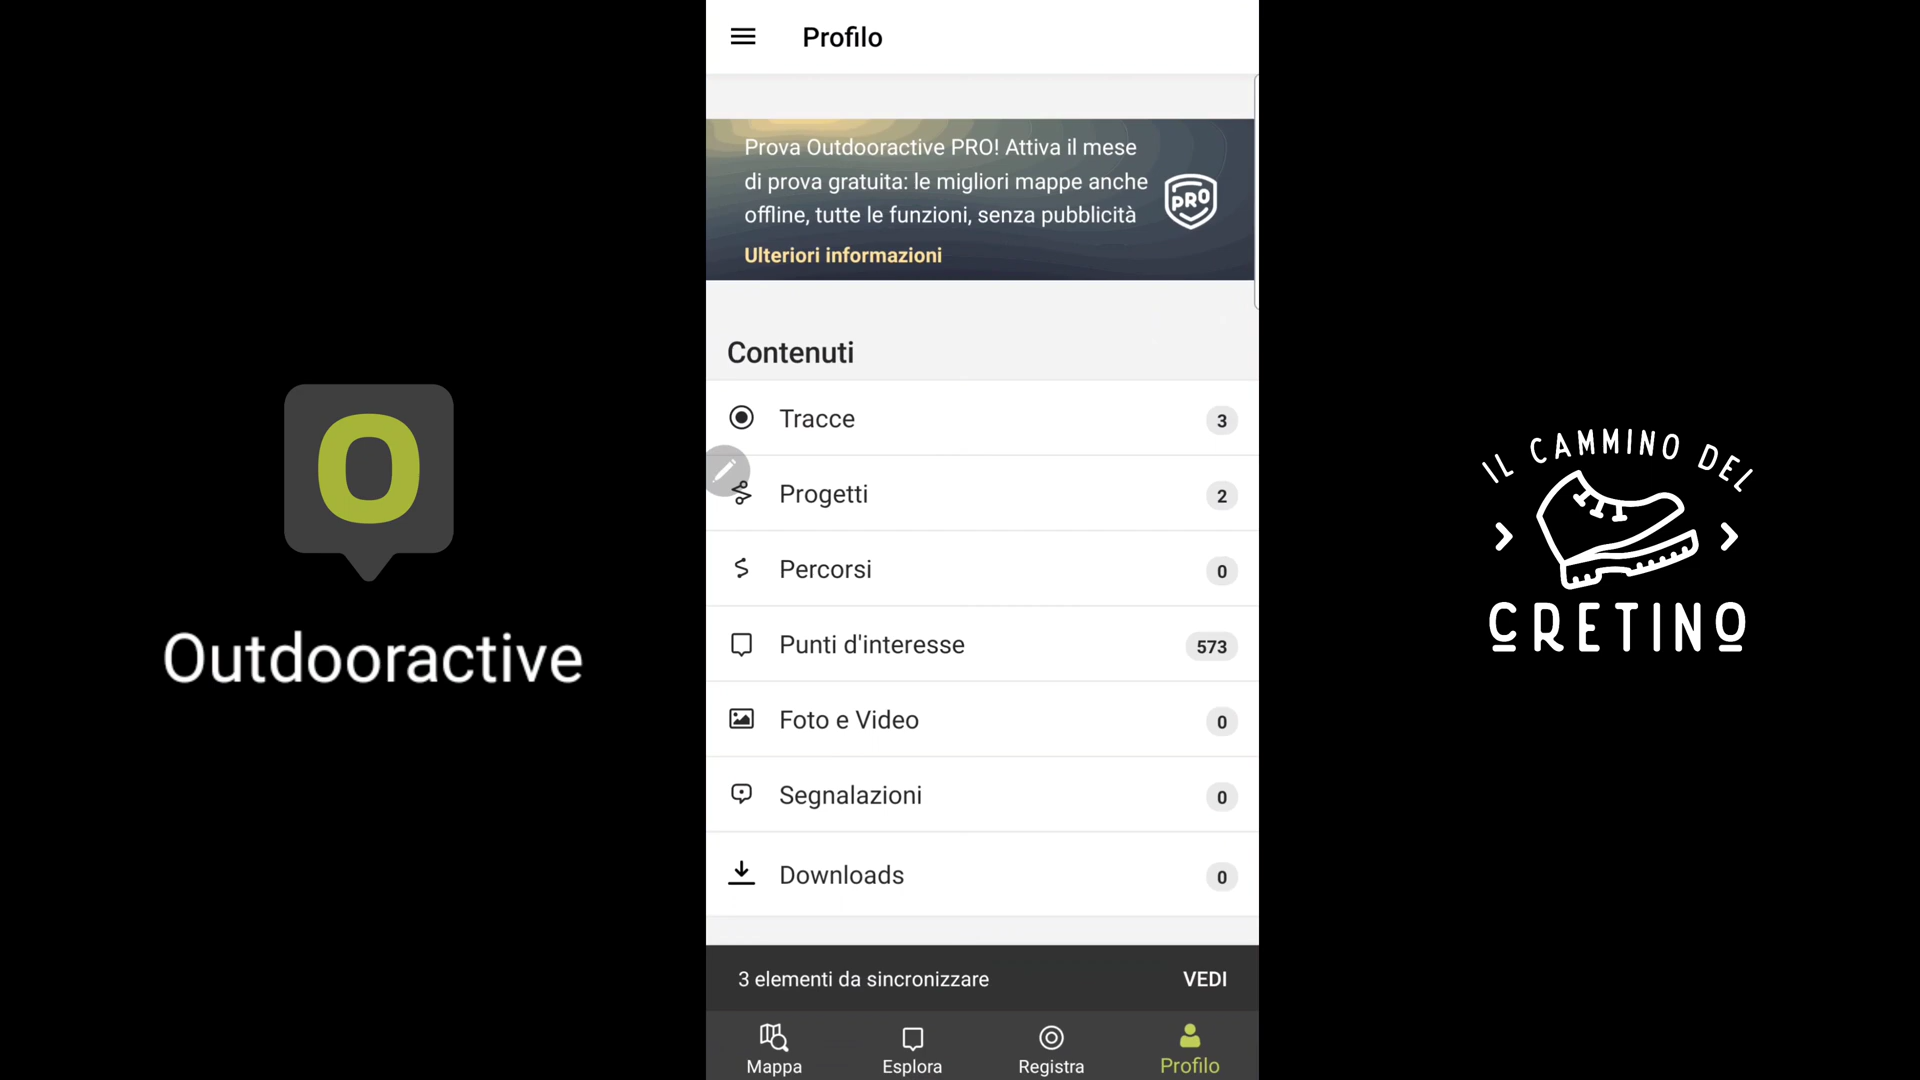 Profilo
Prova Outdooractive PRO! Attiva il mese
di prova gratuita: le migliori mappe anche
offline, tutte le funzioni, senza pubblicità
PRO
Ulteriori informazioni
Contenuti
Tracce 3
Progetti 2
Percorsi 0
Punti d'interesse 573
Foto e Video 0
Segnalazioni 0
Downloads 0
3 elementi da sincronizzare VEDI
Mappa Esplora Registra Profilo
O
Outdooractive
IL CAMMINO DEL
CRETINO